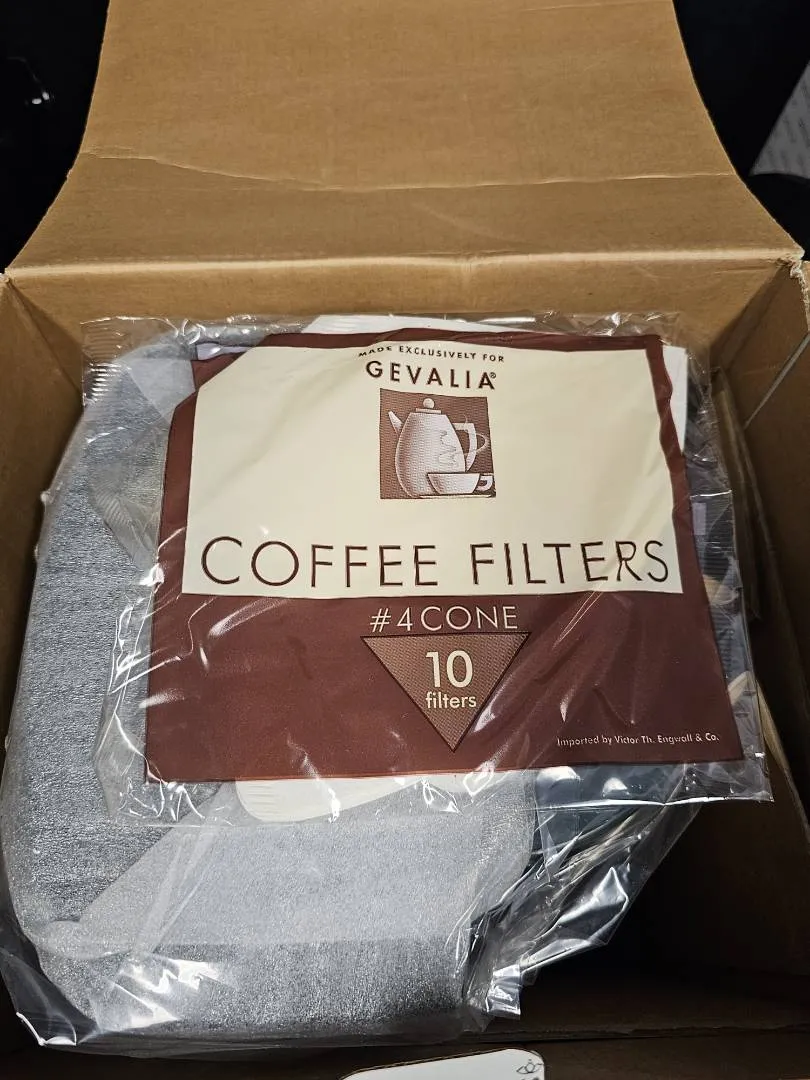 MADE EXCLUSIVELY FOR
GEVALIA®
COFFEE FILTERS
#4 CONE
10
filters
Imported by Victor Th. Engwall & Co.